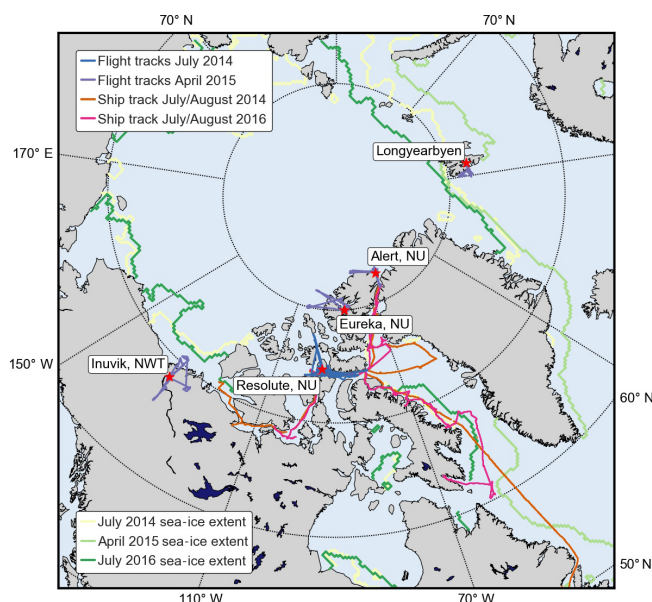 70° N
70° N
Flight tracks July 2014
Flight tracks April 2015
Ship track July/August 2014
Ship track July/August 2016
170° E
Longyearbyen
Alert, NU
Eureka, NU
150° W
Inuvik, NWT
Resolute, NU
60° N
July 2014 sea-ice extent
April 2015 sea-ice extent
July 2016 sea-ice extent
50° N
110° W
70° W